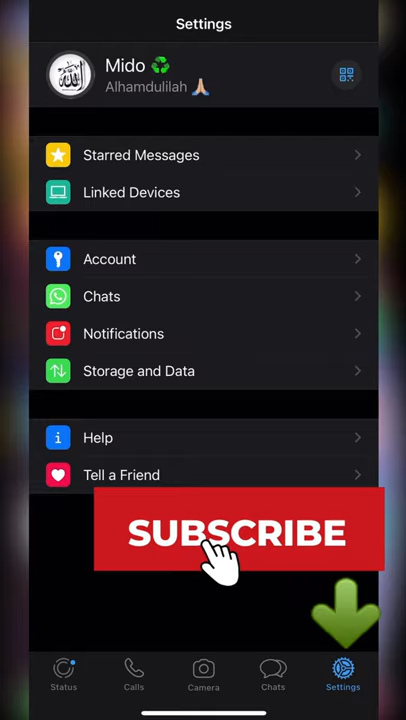 Settings
Mido ♻️
Alhamdulilah 🙏🏼
Starred Messages
Linked Devices
Account
Chats
Notifications
Storage and Data
Help
Tell a Friend
SUBSCRIBE
Status
Calls
Camera
Chats
Settings